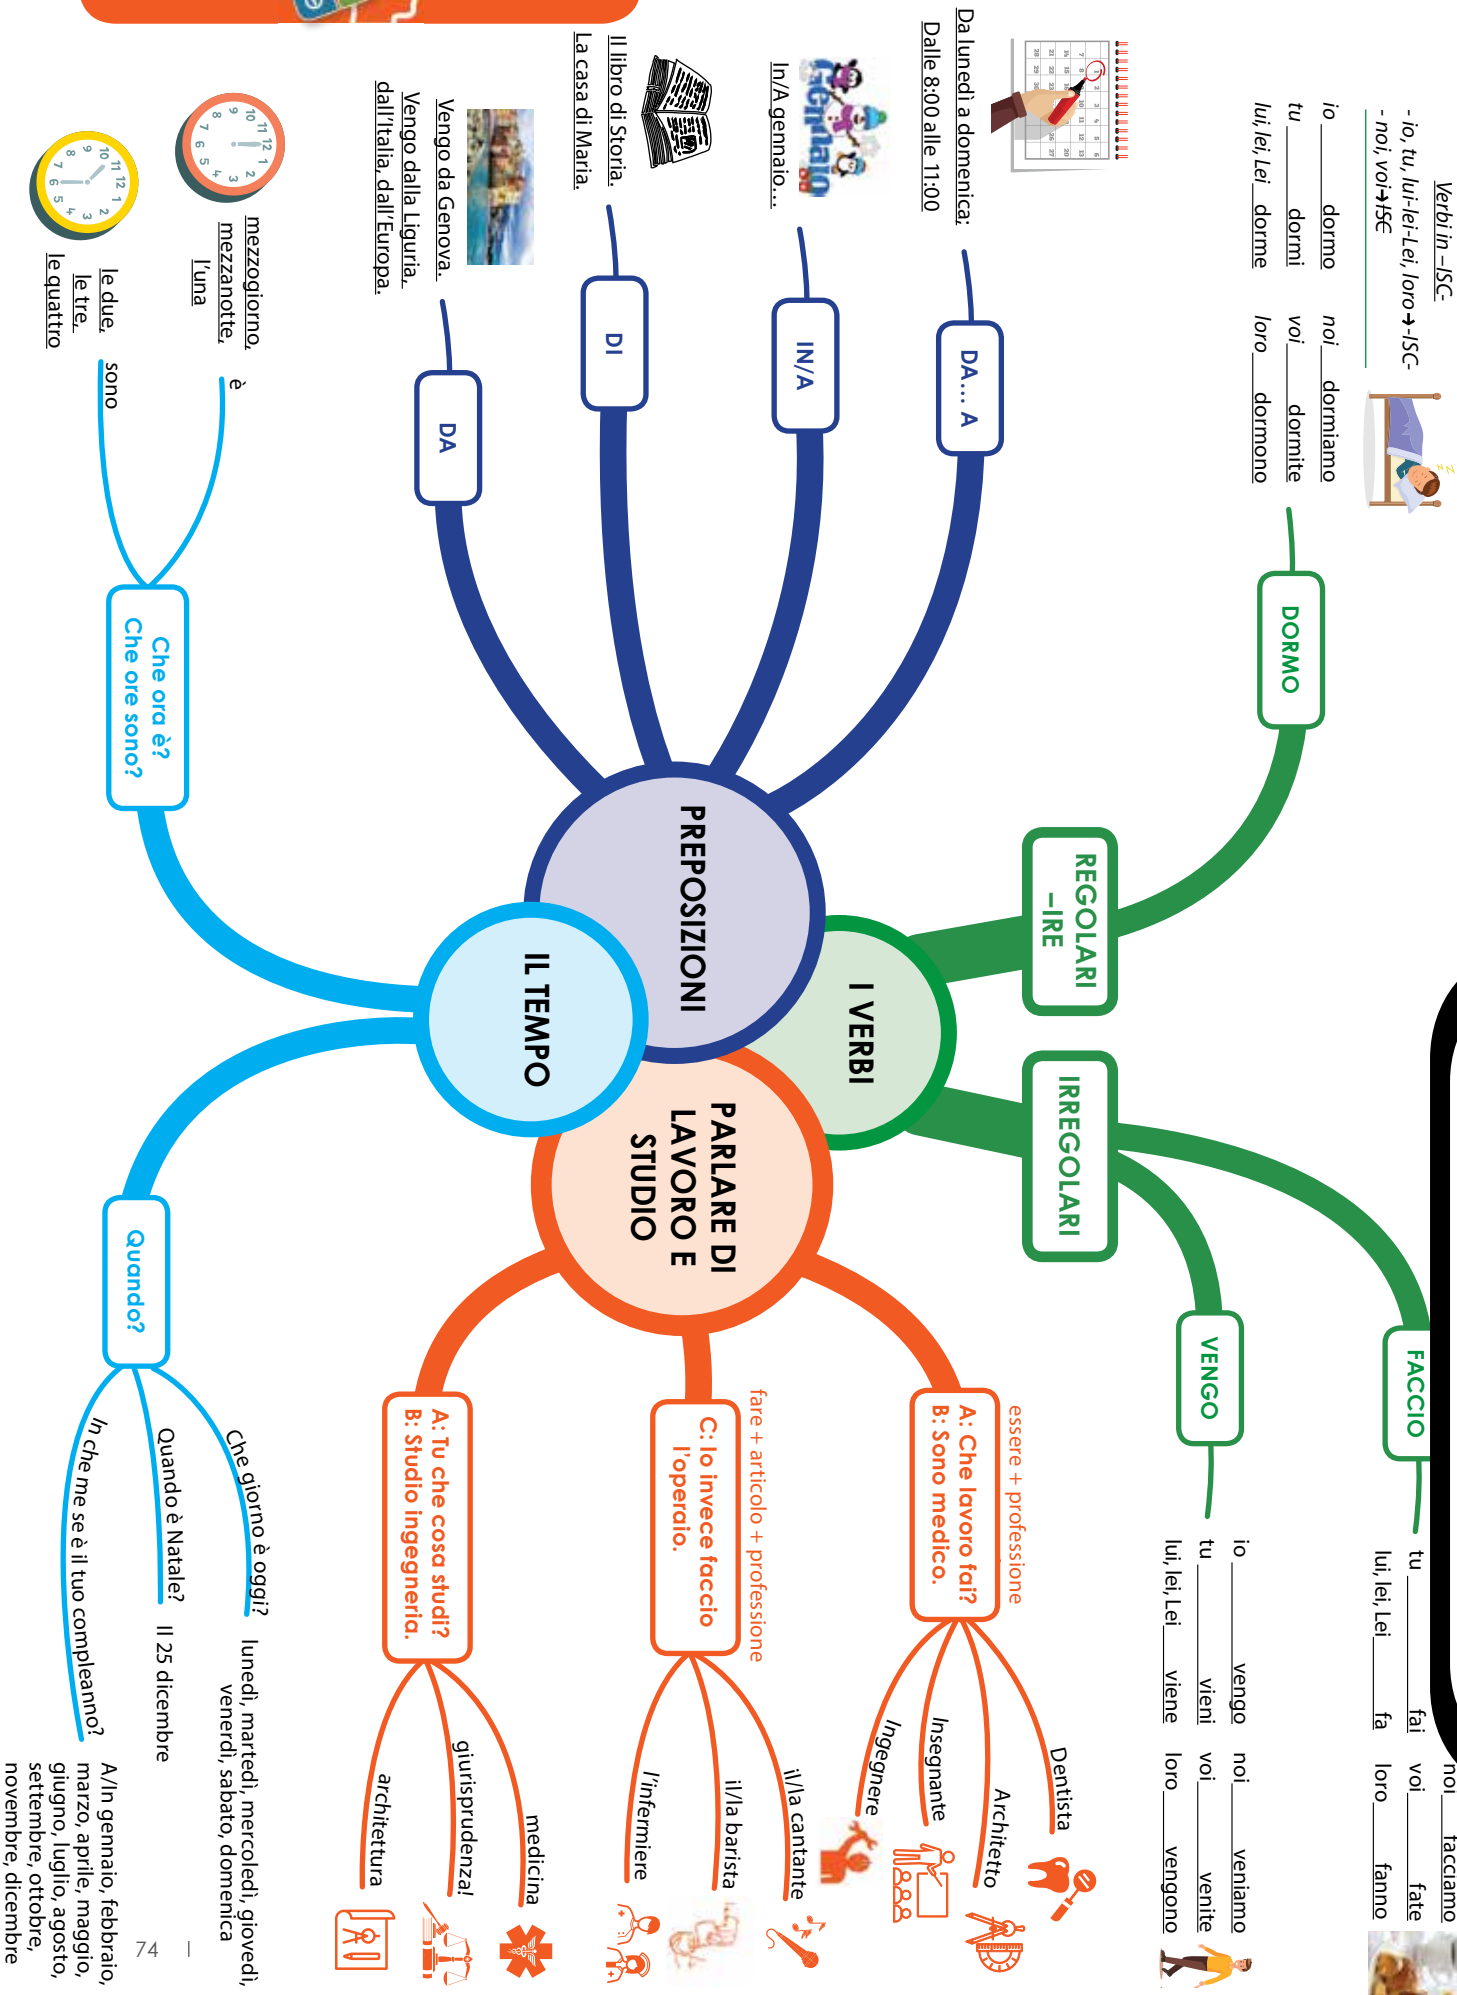 Verbi in –ISC-
- io, tu, lui-lei-Lei, loro→ -ISC-
- noi, voi→ISC
io dormo noi dormiamo
tu dormi voi dormite
lui, lei, Lei dorme loro dormono
DORMO
REGOLARI
–IRE
I VERBI
IRREGOLARI
FACCIO
noi facciamo
tu fai voi fate
lui, lei, Lei fa loro fanno
VENGO
io vengo noi veniamo
tu vieni voi venite
lui, lei, Lei viene loro vengono
PREPOSIZIONI
DA... A
Da lunedì a domenica;
Dalle 8:00 alle 11:00
IN/A
Gennaio
In/A gennaio...
DI
Il libro di Storia.
La casa di Maria.
DA
Vengo da Genova.
Vengo dalla Liguria,
dall'Italia, dall'Europa.
PARLARE DI
LAVORO E
STUDIO
essere + professione
A: Che lavoro fai?
B: Sono medico.
Dentista
Architetto
Insegnante
Ingegnere
fare + articolo + professione
C: Io invece faccio
l'operaio.
il/la cantante
il/la barista
l'infermiere
A: Tu che cosa studi?
B: Studio ingegneria.
medicina
giurisprudenza!
architettura
IL TEMPO
Che ora è?
Che ore sono?
è
mezzogiorno,
mezzanotte,
l'una
sono
le due,
le tre,
le quattro
Quando?
Che giorno è oggi?
lunedì, martedì, mercoledì, giovedì,
venerdì, sabato, domenica
Quando è Natale? Il 25 dicembre
In che me se è il tuo compleanno?
A/In gennaio, febbraio,
marzo, aprile, maggio,
giugno, luglio, agosto,
settembre, ottobre,
novembre, dicembre
74 |